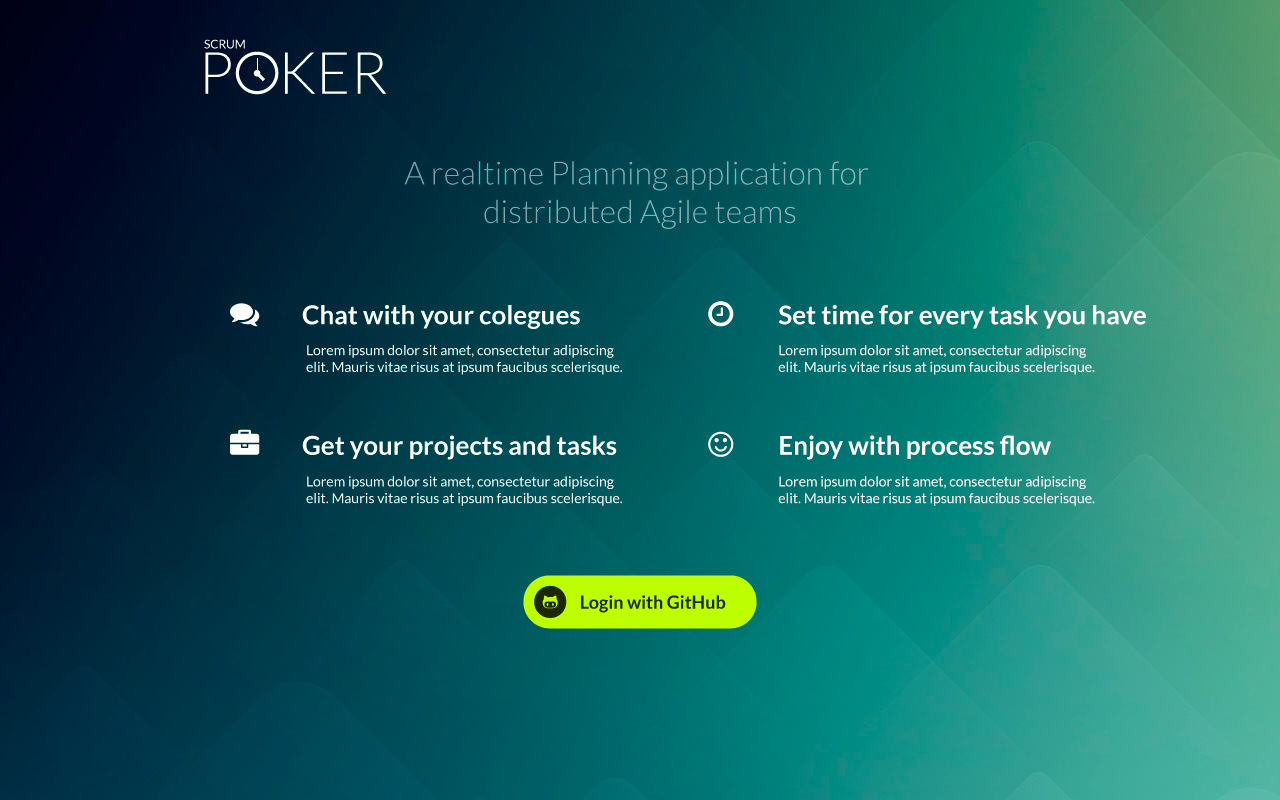 SCRUM
POKER
A realtime Planning application for
distributed Agile teams
Chat with your colegues
Lorem ipsum dolor sit amet, consectetur adipiscing
elit. Mauris vitae risus at ipsum faucibus scelerisque.
Set time for every task you have
Lorem ipsum dolor sit amet, consectetur adipiscing
elit. Mauris vitae risus at ipsum faucibus scelerisque.
Get your projects and tasks
Lorem ipsum dolor sit amet, consectetur adipiscing
elit. Mauris vitae risus at ipsum faucibus scelerisque.
Enjoy with process flow
Lorem ipsum dolor sit amet, consectetur adipiscing
elit. Mauris vitae risus at ipsum faucibus scelerisque.
Login with GitHub